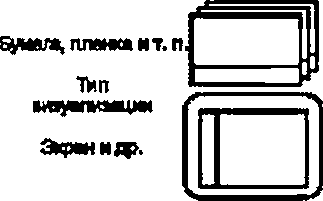 Бумага, пленка и т. п.
Тип
визуализации
Экран и др.